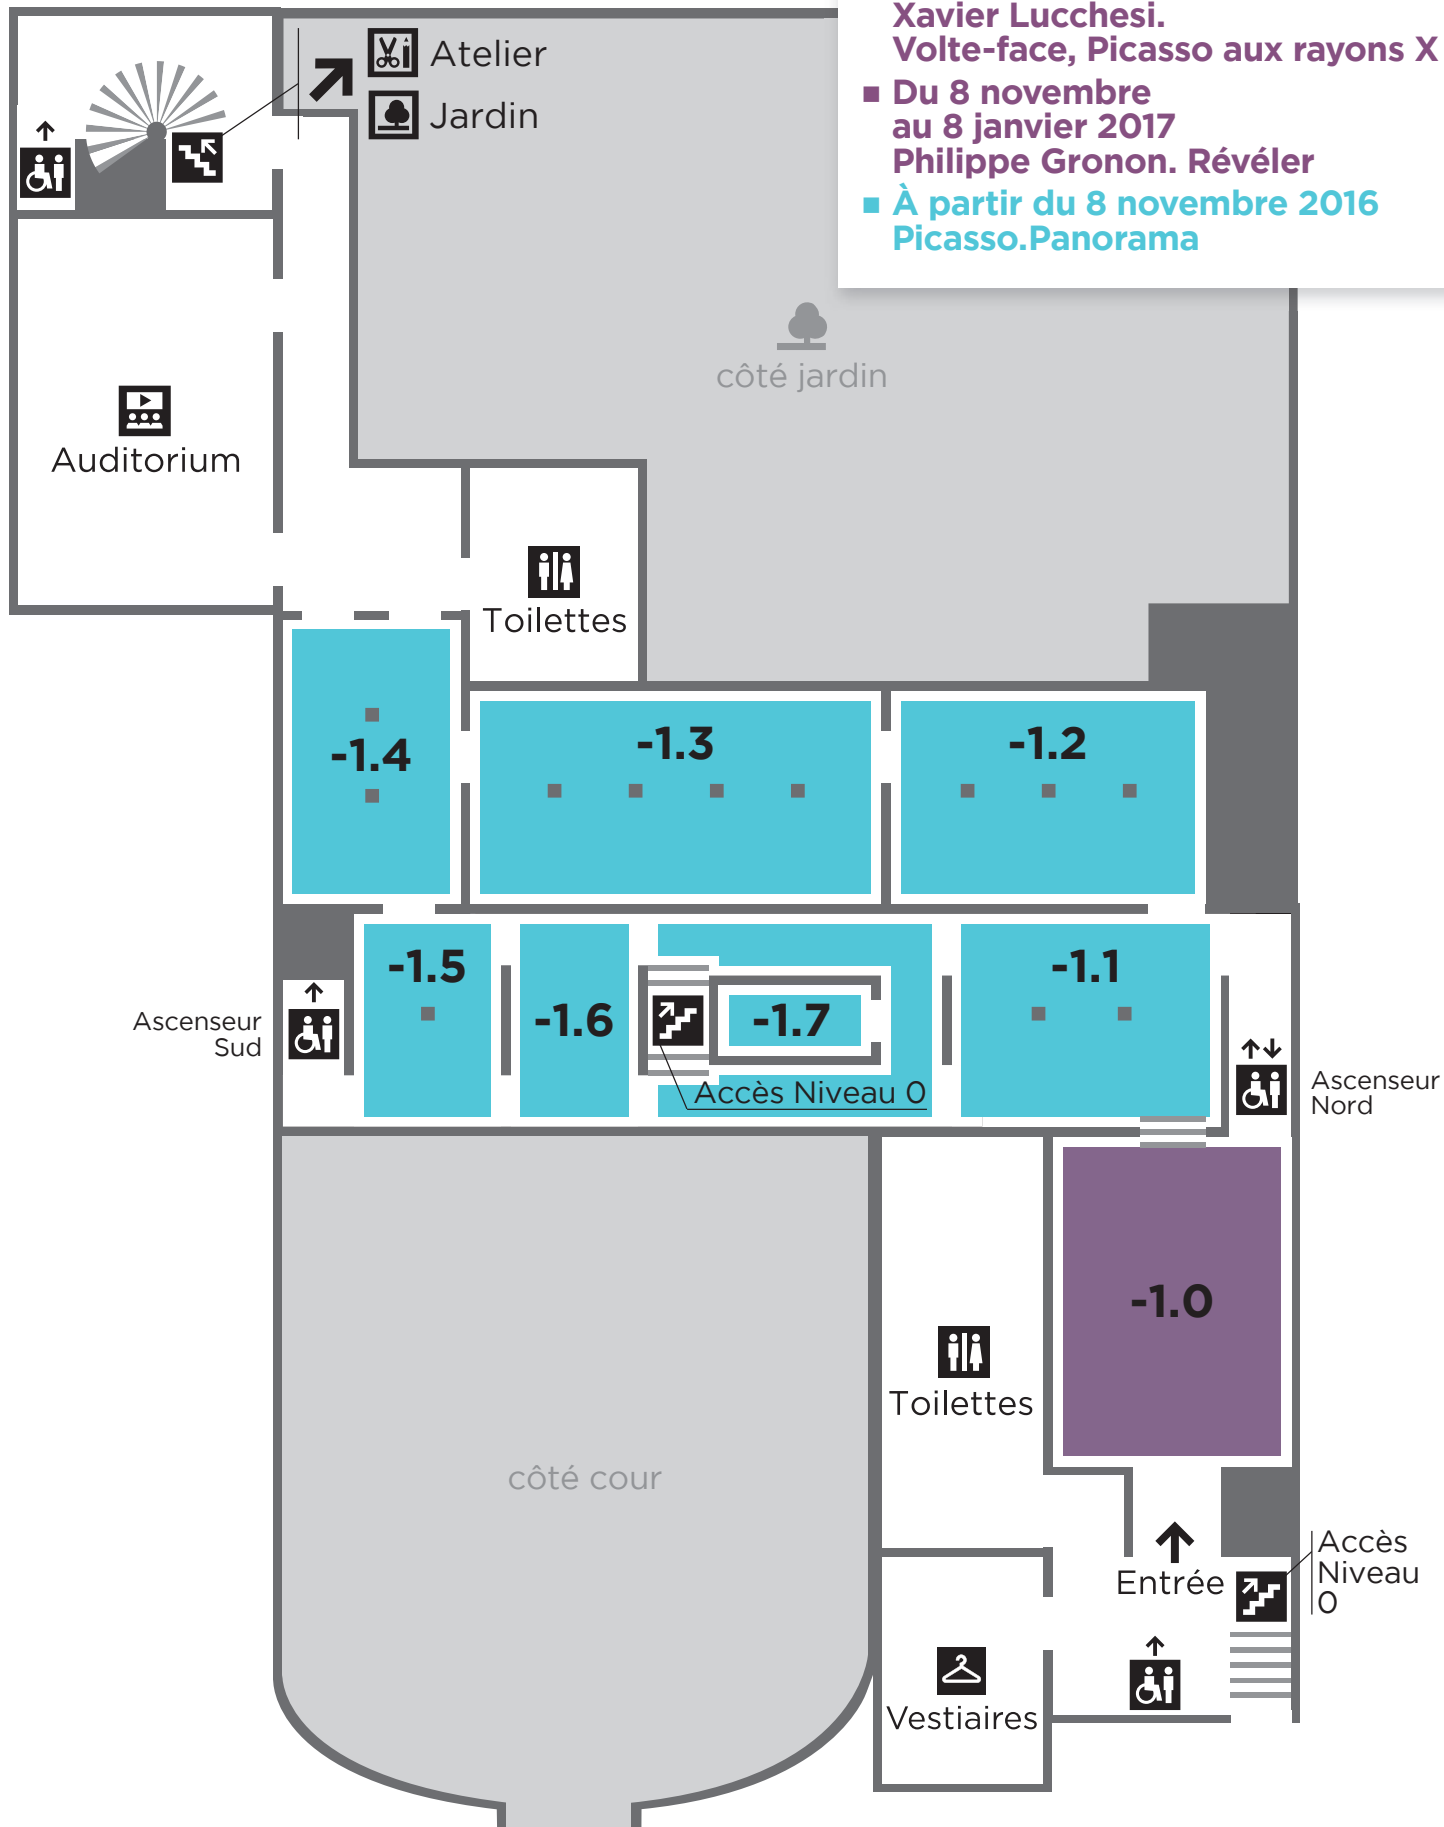 Xavier Lucchesi.
Volte-face, Picasso aux rayons X
■ Du 8 novembre
au 8 janvier 2017
Philippe Gronon. Révéler
■ À partir du 8 novembre 2016
Picasso.Panorama
Atelier
Jardin
côté jardin
Auditorium
Toilettes
-1.4
-1.3
-1.2
-1.5
-1.6
-1.7
-1.1
Ascenseur
Sud
Accès Niveau 0
Ascenseur
Nord
-1.0
Toilettes
côté cour
Entrée
Accès
Niveau
0
Vestiaires